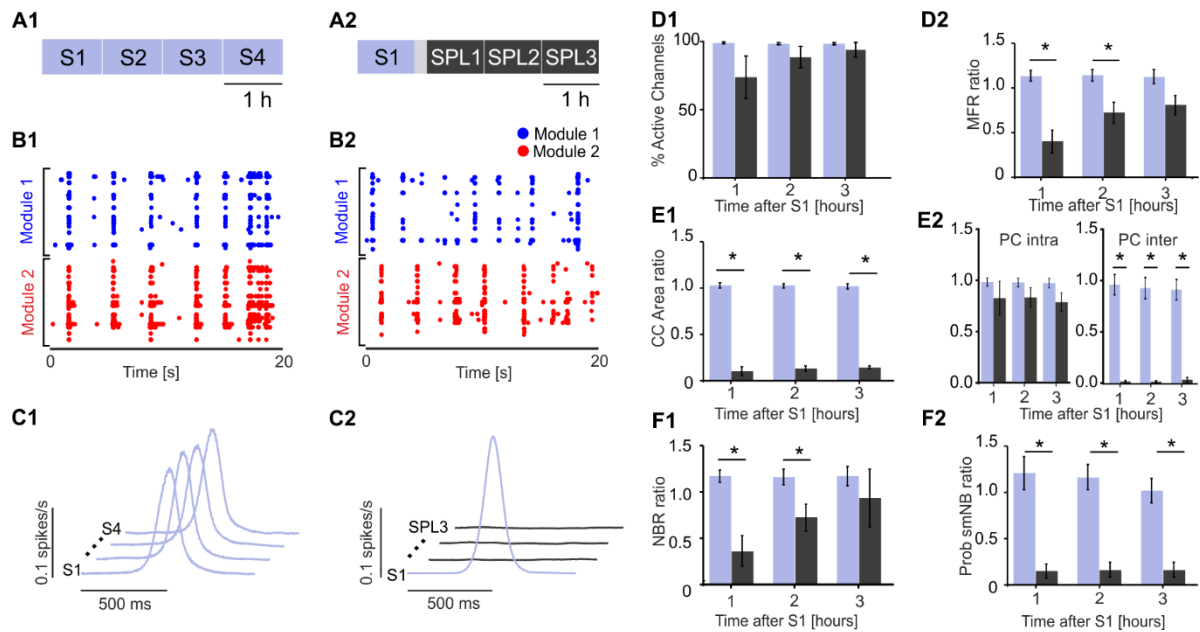 A1
S1 S2 S3 S4
1 h
A2
S1 SPL1 SPL2 SPL3
1 h
B1
Module 1
Module 2
0 20
Time [s]
B2
Module 1
Module 2
Module 1
Module 2
0 20
Time [s]
C1
0.1 spikes/s
S4
S1
500 ms
C2
0.1 spikes/s
SPL3
S1
500 ms
D1
% Active Channels
100
50
0
1 2 3
Time after S1 [hours]
D2
MFR ratio
1.5
1.0
0.5
0
* *
1 2 3
Time after S1 [hours]
E1
CC Area ratio
1.5
1.0
0.5
0
* * *
1 2 3
Time after S1 [hours]
E2
PC intra
1.5
1.0
0.5
0.0
1 2 3
PC inter
1.5
1.0
0.5
0.0
* * *
1 2 3
Time after S1 [hours]
F1
NBR ratio
1.5
1.0
0.5
0
* *
1 2 3
Time after S1 [hours]
F2
Prob smNB ratio
1.5
1.0
0.5
0
* * *
1 2 3
Time after S1 [hours]